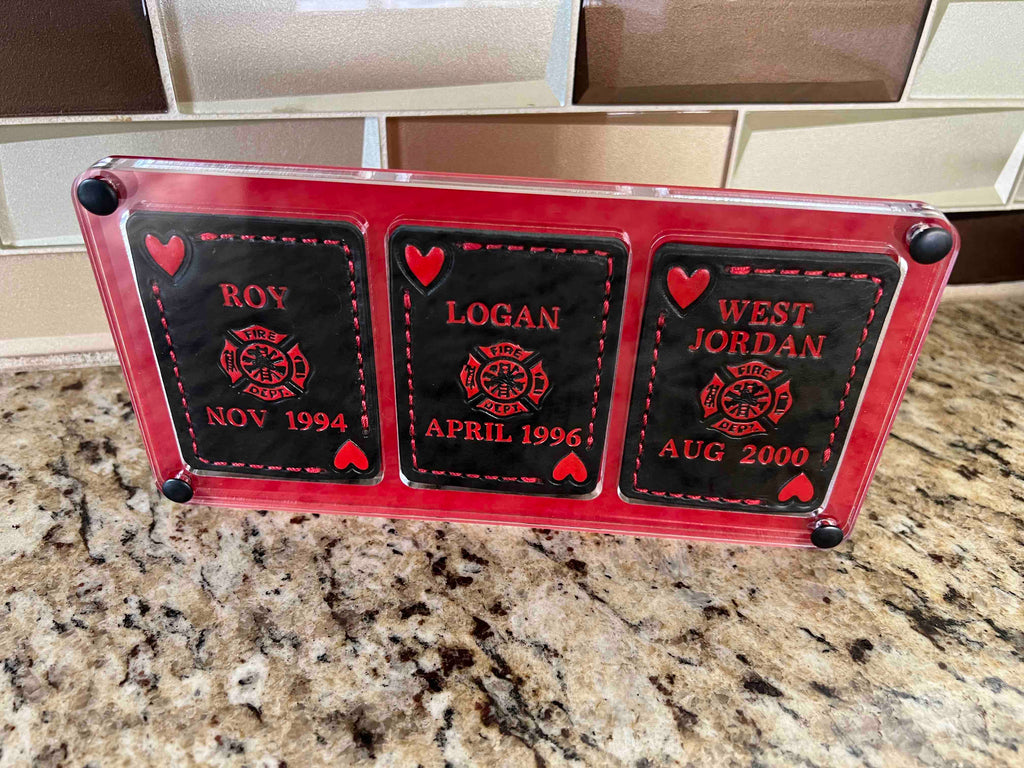 ROY
FIRE
DEPT
NOV 1994
LOGAN
FIRE
DEPT
APRIL 1996
WEST
JORDAN
FIRE
DEPT
AUG 2000